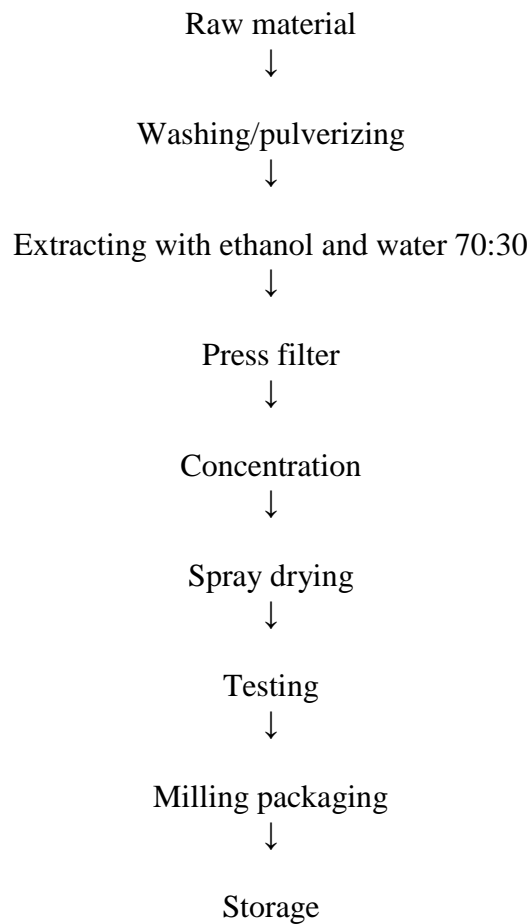 Raw material
↓
Washing/pulverizing
↓
Extracting with ethanol and water 70:30
↓
Press filter
↓
Concentration
↓
Spray drying
↓
Testing
↓
Milling packaging
↓
Storage